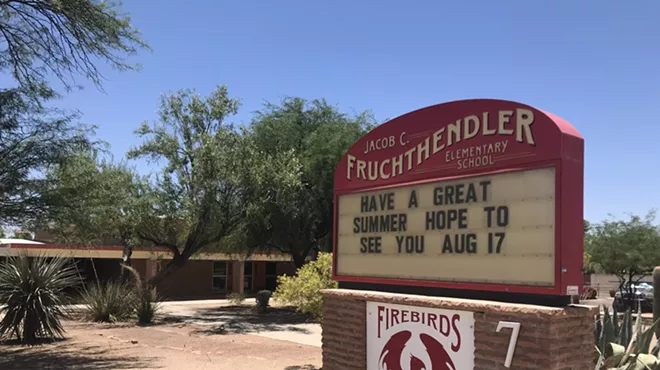 JACOB C.
FRUCHTHENDLER
ELEMENTARY
SCHOOL
HAVE A GREAT
SUMMER HOPE TO
SEE YOU AUG 17
FIREBIRDS
7